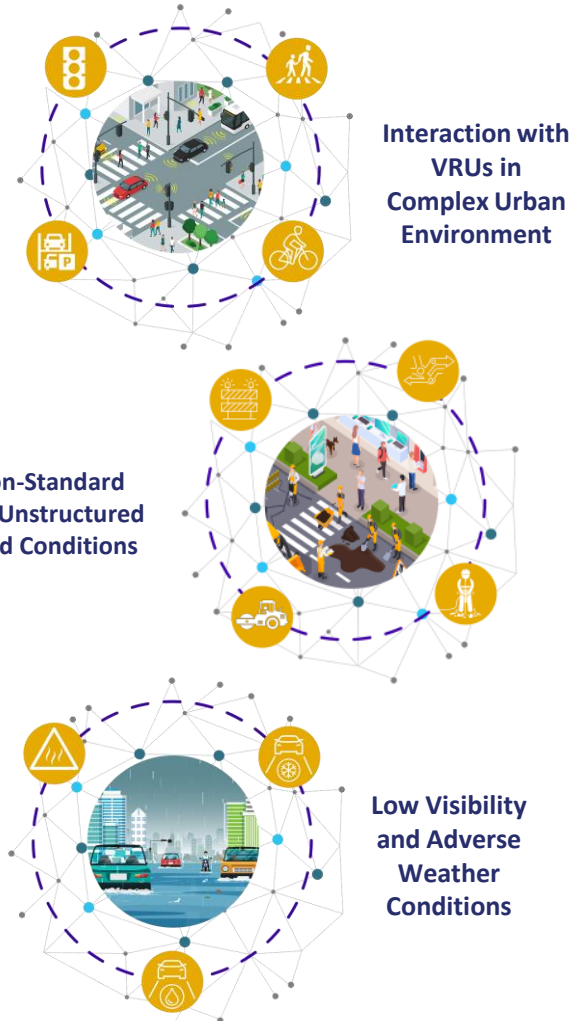 Interaction with
VRUs in
Complex Urban
Environment
on-Standard
Unstructured
d Conditions
P
Low Visibility
and Adverse
Weather
Conditions